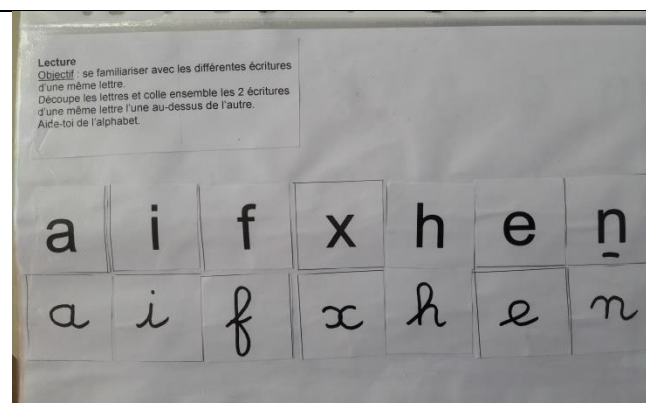 Lecture
Objectif : se familiariser avec les différentes écritures
d'une même lettre.
Découpe les lettres et colle ensemble les 2 écritures
d'une même lettre l'une au-dessus de l'autre.
Aide-toi de l'alphabet.
a i f x h e n
a i f x h e n